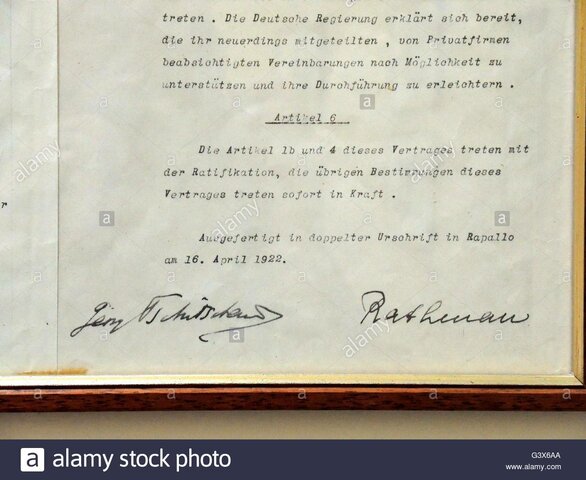 treten . Die Deutsche Regierung erklärt sich bereit,
die ihr neuerdings mitgeteilten , von Privatfirmen
beabsichtigten Vereinbarungen nach Möglichkeit zu
unterstützen und ihre Durchführung zu erleichtern .
Artikel 6
Die Artikel 1b und 4 dieses Vertrages treten mit
der Ratifikation, die übrigen Bestimmungen dieses
r
Vertrages treten sofort in Kraft .
Ausgefertigt in doppelter Urschrift in Rapallo
am 16. April 1922.
Georg Tschitscherin Rathenau
a alamy stock photo
G3X6AA
www.alamy.com